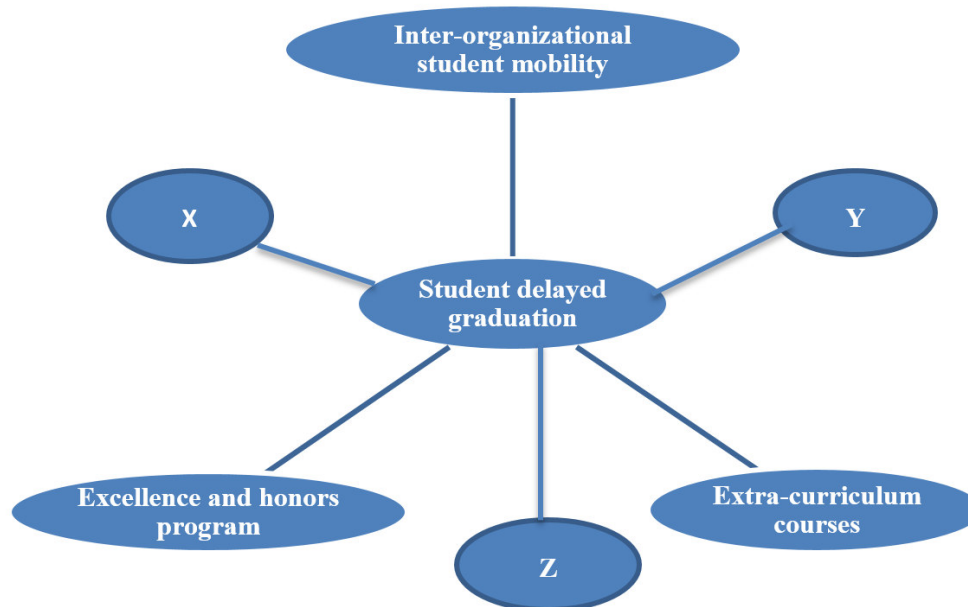 Inter-organizational
student mobility
X
Y
Student delayed
graduation
Excellence and honors
program
Extra-curriculum
courses
Z